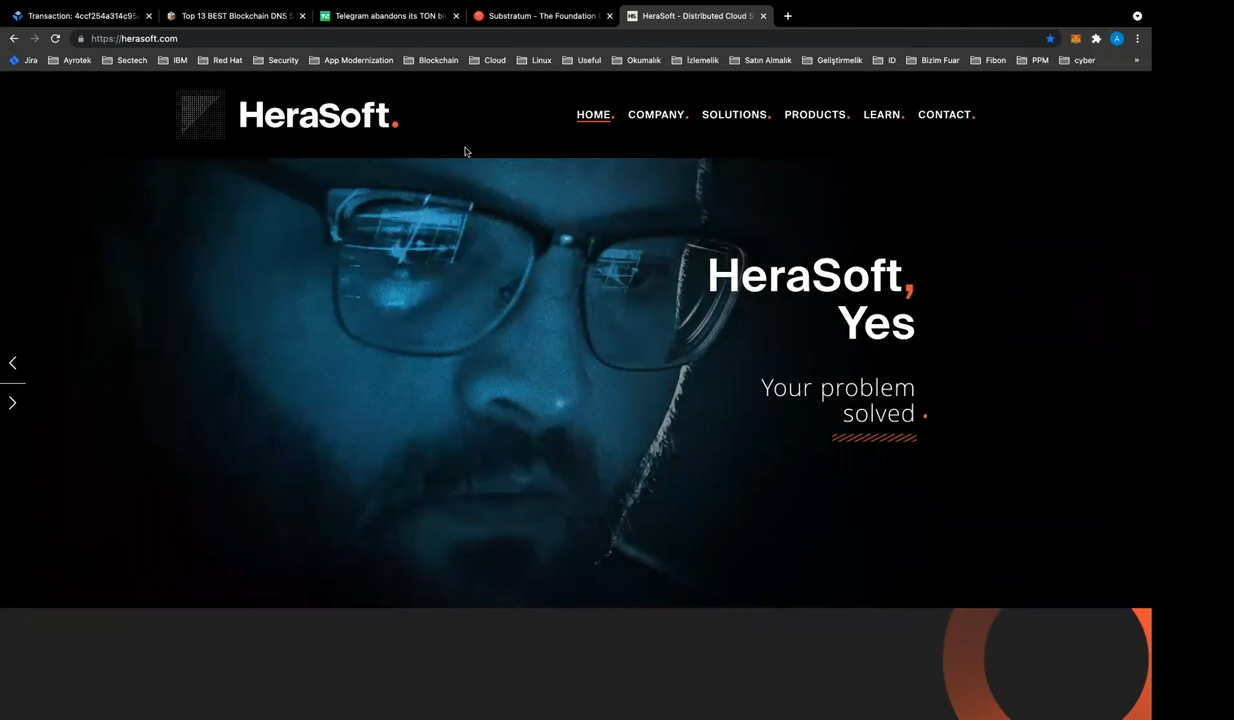 Transaction: 4ccf254a314c95
Top 13 BEST Blockchain DNS
Telegram abandons its TON bl
Substratum - The Foundation
HeraSoft - Distributed Cloud S
https://herasoft.com
A
Jira
Ayrotek
Sectech
IBM
Red Hat
Security
App Modernization
Blockchain
Cloud
Linux
Useful
Okumalık
İzlemelik
Satın Almalık
Geliştirmelik
ID
Bizim Fuar
Fibon
PPM
cyber
»
HeraSoft.
HOME. COMPANY. SOLUTIONS. PRODUCTS. LEARN. CONTACT.
HeraSoft,
Yes
Your problem
solved.